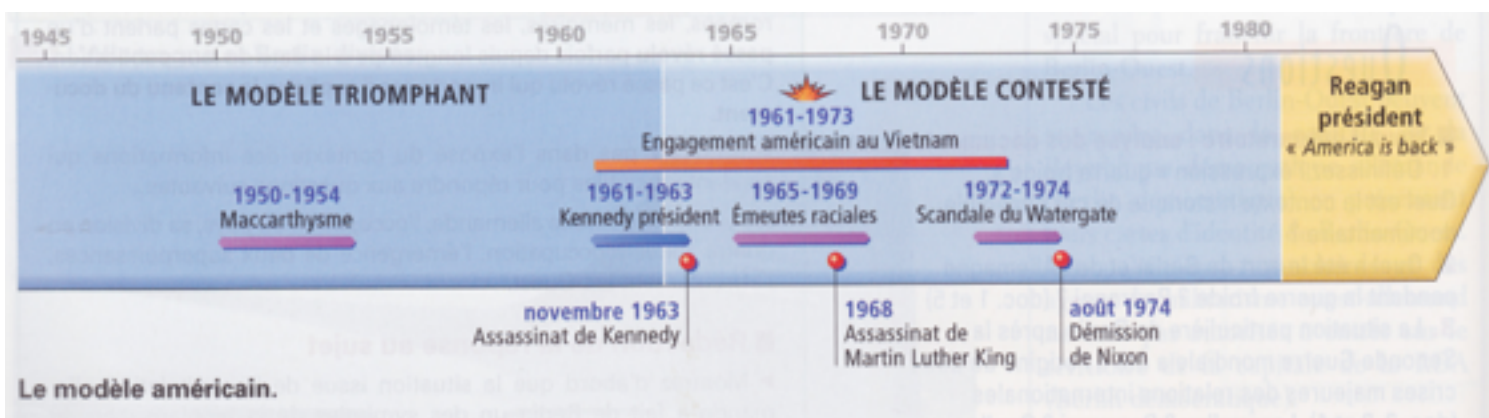 1945 1950 1955 1960 1965 1970 1975 1980
LE MODÈLE TRIOMPHANT
LE MODÈLE CONTESTÉ
Reagan
président
« America is back »
1961-1973
Engagement américain au Vietnam
1950-1954
Maccarthysme
1961-1963
Kennedy président
1965-1969
Émeutes raciales
1972-1974
Scandale du Watergate
novembre 1963
Assassinat de Kennedy
1968
Assassinat de
Martin Luther King
août 1974
Démission
de Nixon
Le modèle américain.